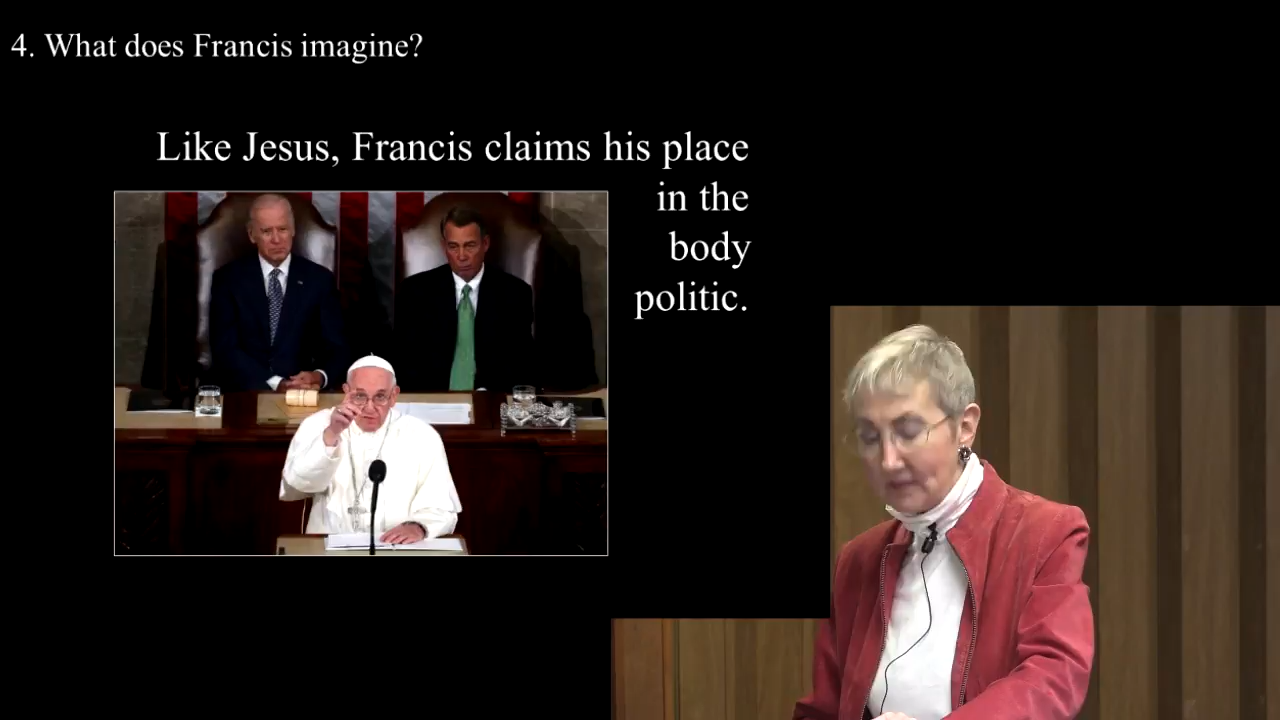 4. What does Francis imagine?
Like Jesus, Francis claims his place
in the
body
politic.